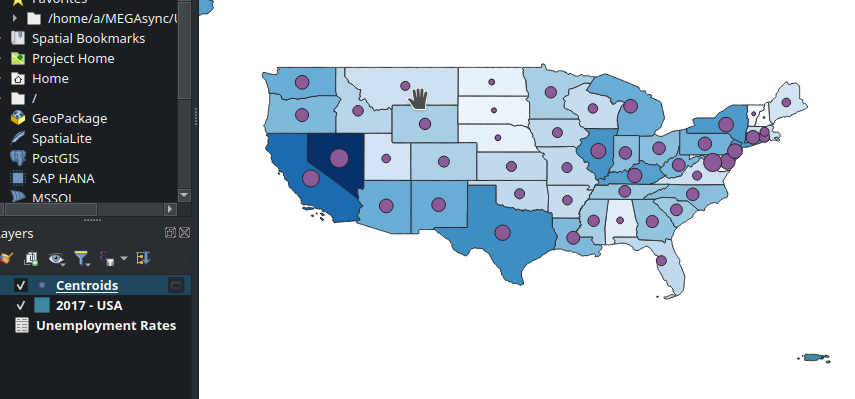 Favorites
/home/a/MEGAsync/U
Spatial Bookmarks
Project Home
Home
/
GeoPackage
SpatiaLite
PostGIS
SAP HANA
MSSQL
Layers
Centroids
2017 - USA
Unemployment Rates